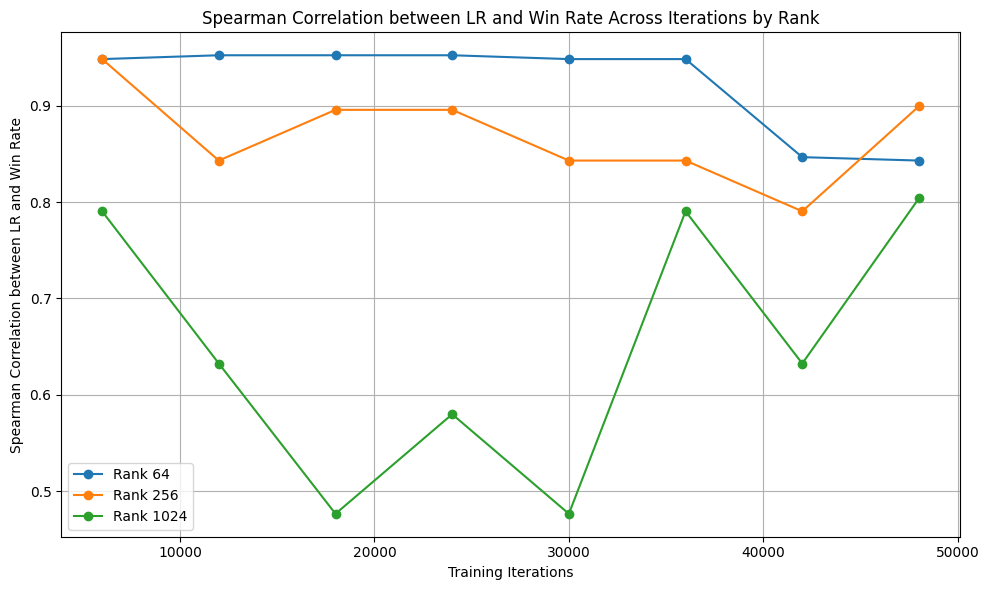 Spearman Correlation between LR and Win Rate Across Iterations by Rank
Spearman Correlation between LR and Win Rate
0.9
0.8
0.7
0.6
0.5
Rank 64
Rank 256
Rank 1024
10000 20000 30000 40000 50000
Training Iterations